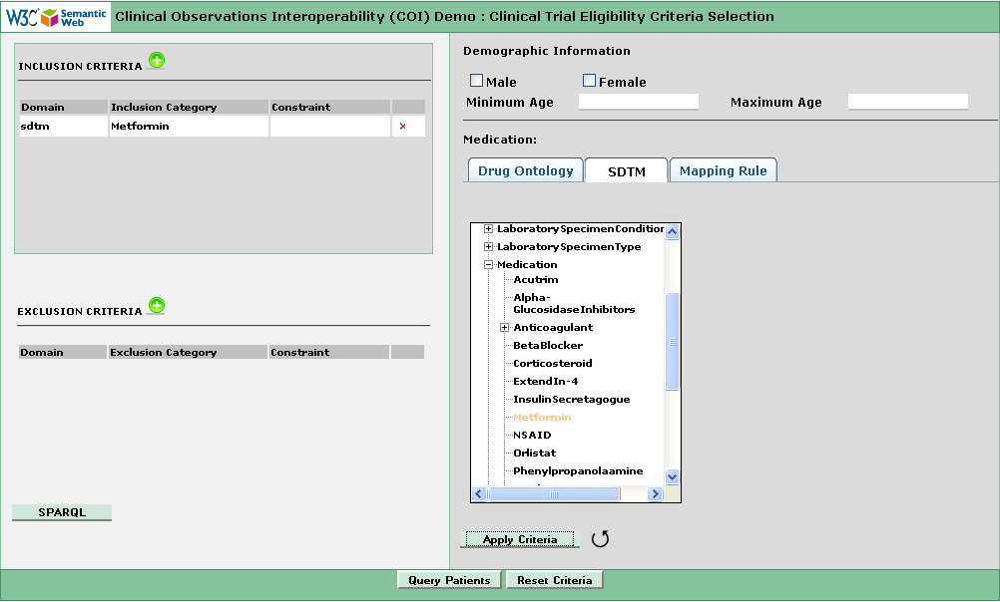 W3C Semantic Web
Clinical Observations Interoperability (COI) Demo : Clinical Trial Eligibility Criteria Selection
INCLUSION CRITERIA
Domain Inclusion Category Constraint
sdtm Metformin x
EXCLUSION CRITERIA
Domain Exclusion Category Constraint
SPARQL
Demographic Information
Male Female
Minimum Age Maximum Age
Medication:
Drug Ontology SDTM Mapping Rule
LaboratorySpecimenCondition
LaboratorySpecimenType
Medication
Acutrim
Alpha-
GlucosidaseInhibitors
Anticoagulant
BetaBlocker
Corticosteroid
ExtendIn-4
InsulinSecretagogue
Metformin
NSAID
Orlistat
Phenylpropanolaamine
Apply Criteria
Query Patients Reset Criteria